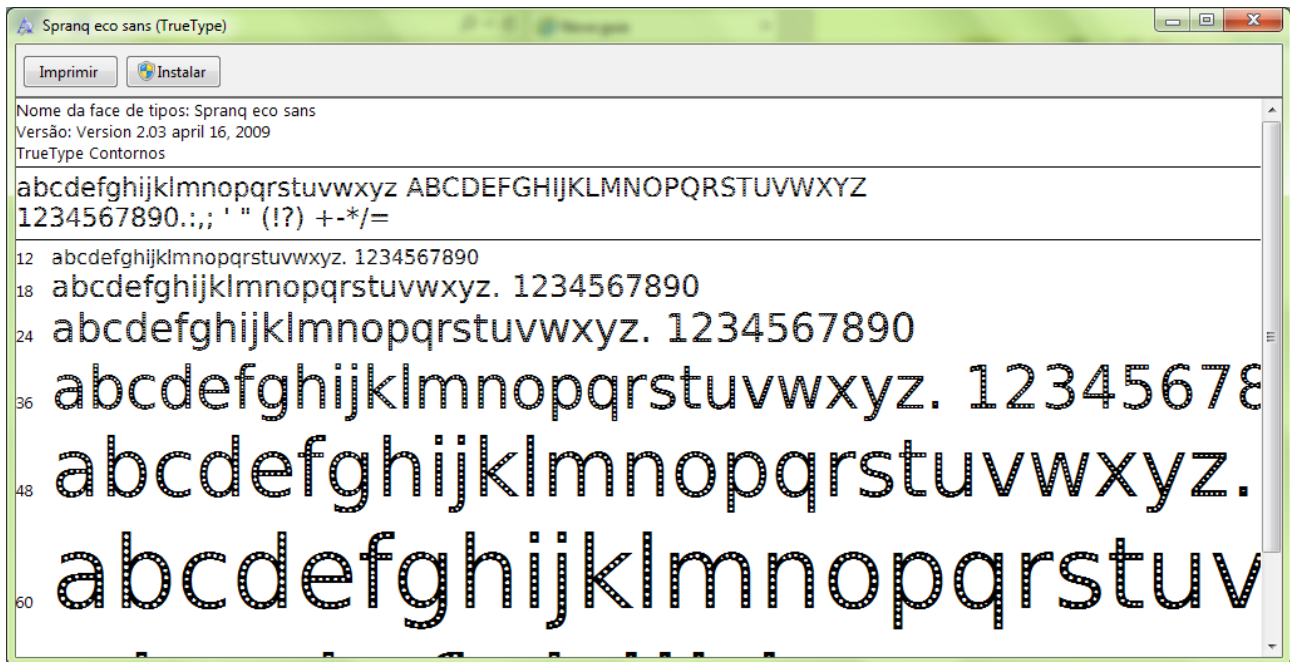 Spranq eco sans (TrueType)
Imprimir Instalar
Nome da face de tipos: Spranq eco sans
Versão: Version 2.03 april 16, 2009
TrueType Contornos
abcdefghijklmnopqrstuvwxyz ABCDEFGHIJKLMNOPQRSTUVWXYZ
1234567890.:,; ' " (!?) +-*/=
12 abcdefghijklmnopqrstuvwxyz. 1234567890
18 abcdefghijklmnopqrstuvwxyz. 1234567890
24 abcdefghijklmnopqrstuvwxyz. 1234567890
36 abcdefghijklmnopqrstuvwxyz. 12345678
48 abcdefghijklmnopqrstuvwxyz.
60 abcdefghijklmnopqrstuv